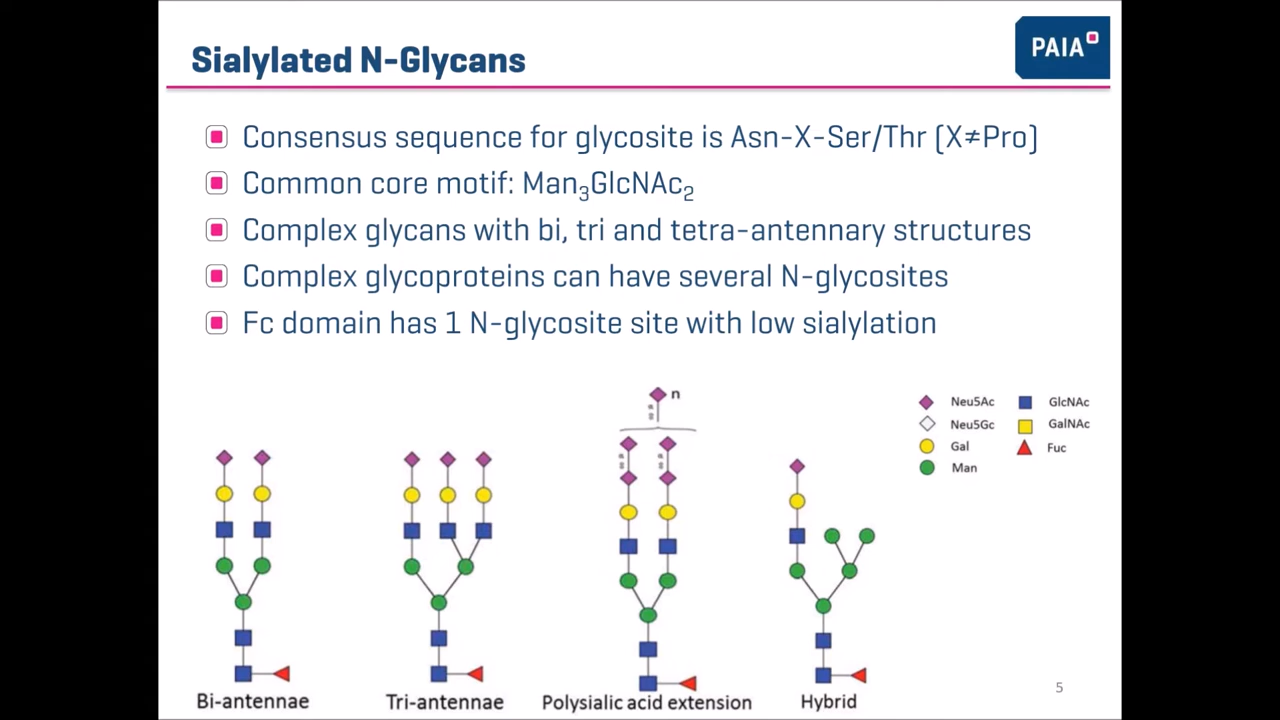 Sialylated N-Glycans
PAIA
Consensus sequence for glycosite is Asn-X-Ser/Thr (X≠Pro)
Common core motif: Man₃GlcNAc₂
Complex glycans with bi, tri and tetra-antennary structures
Complex glycoproteins can have several N-glycosites
Fc domain has 1 N-glycosite site with low sialylation
n
Neu5Ac
GlcNAc
Neu5Gc
GalNAc
Gal
Fuc
Man
Bi-antennae
Tri-antennae
Polysialic acid extension
Hybrid
5